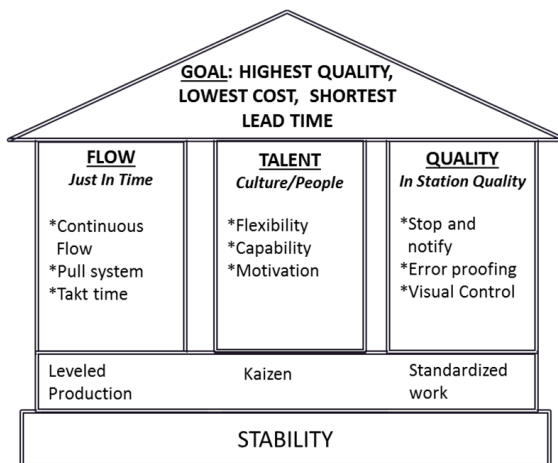 GOAL: HIGHEST QUALITY,
LOWEST COST, SHORTEST
LEAD TIME
FLOW
Just In Time
*Continuous
Flow
*Pull system
*Takt time
TALENT
Culture/People
*Flexibility
*Capability
*Motivation
QUALITY
In Station Quality
*Stop and
notify
*Error proofing
*Visual Control
Leveled
Production
Kaizen
Standardized
work
STABILITY